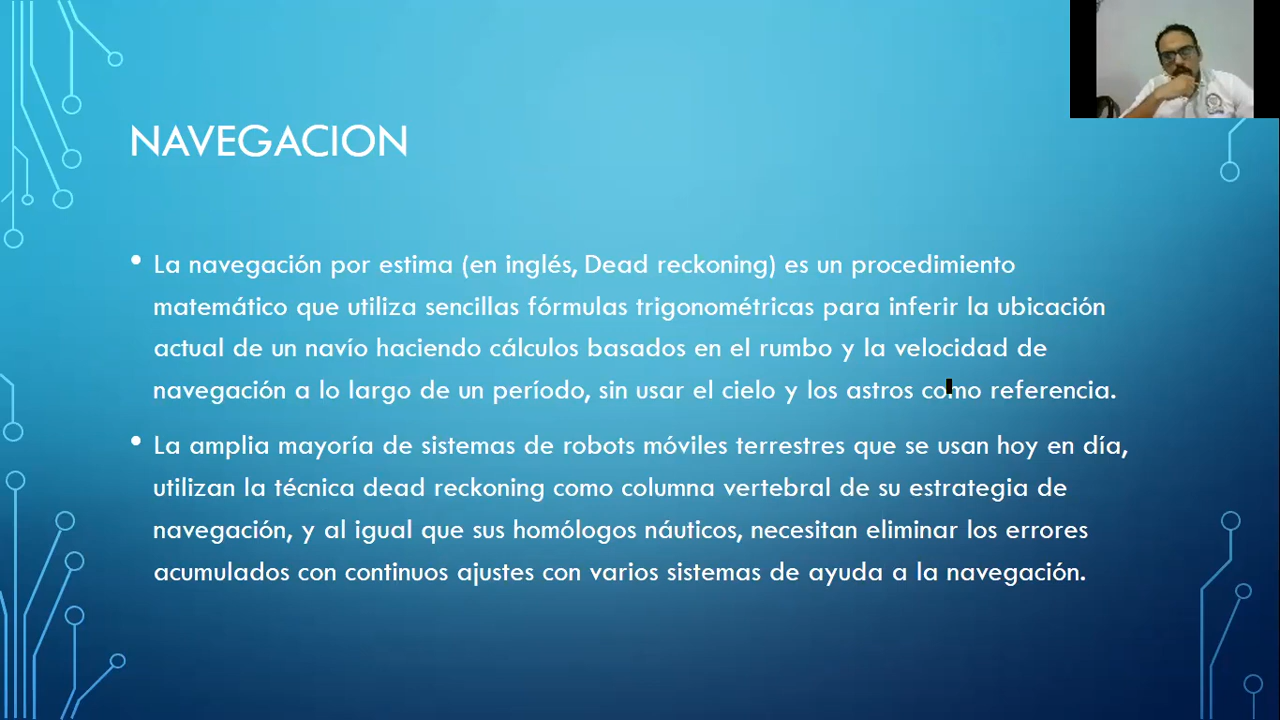 NAVEGACION
• La navegación por estima (en inglés, Dead reckoning) es un procedimiento
matemático que utiliza sencillas fórmulas trigonométricas para inferir la ubicación
actual de un navío haciendo cálculos basados en el rumbo y la velocidad de
navegación a lo largo de un período, sin usar el cielo y los astros como referencia.
• La amplia mayoría de sistemas de robots móviles terrestres que se usan hoy en día,
utilizan la técnica dead reckoning como columna vertebral de su estrategia de
navegación, y al igual que sus homólogos náuticos, necesitan eliminar los errores
acumulados con continuos ajustes con varios sistemas de ayuda a la navegación.